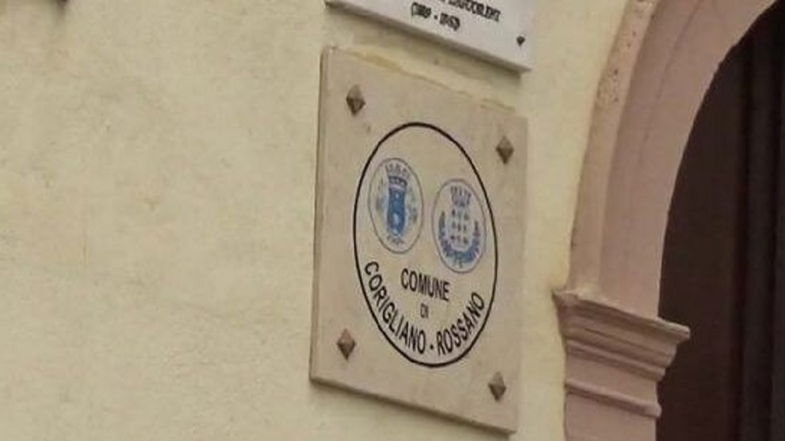 COMUNE
DI
CORIGLIANO - ROSSANO